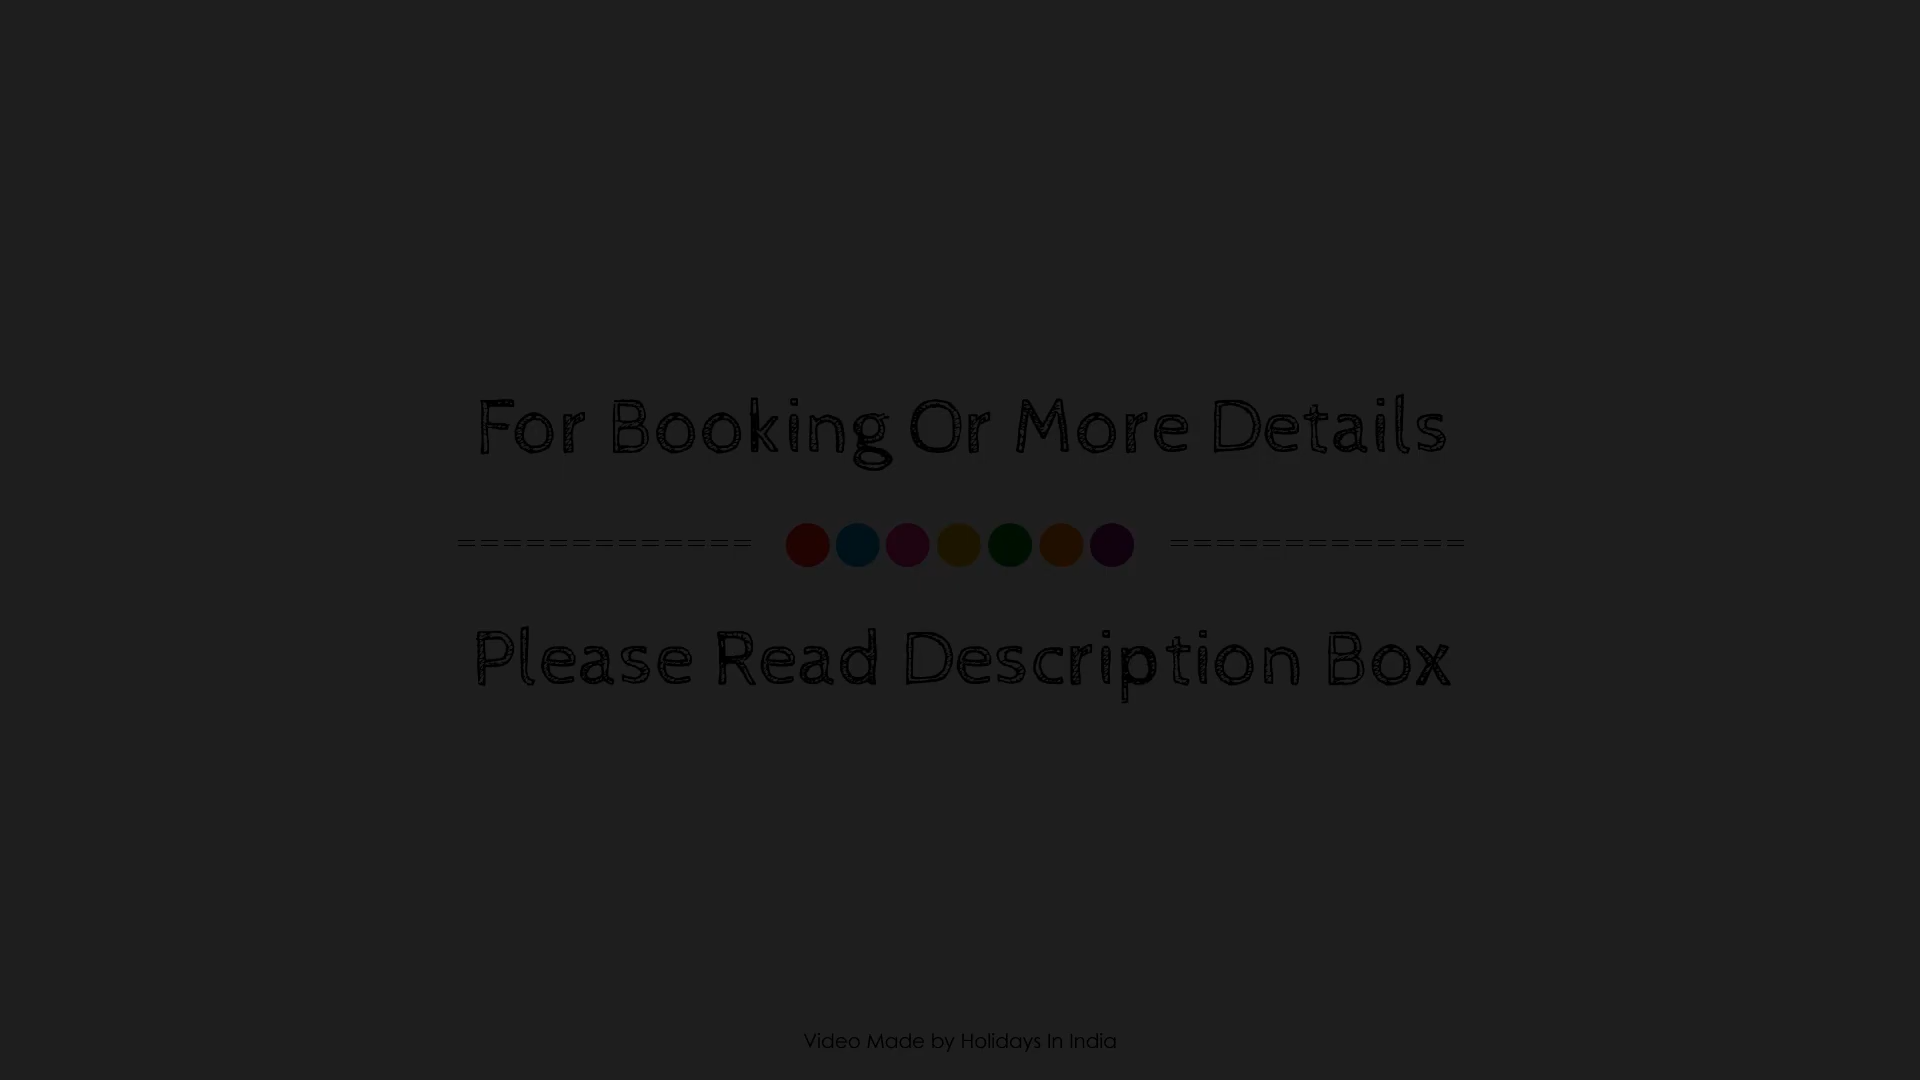 For Booking Or More Details
============= =============
Please Read Description Box
Video Made by Holidays In India